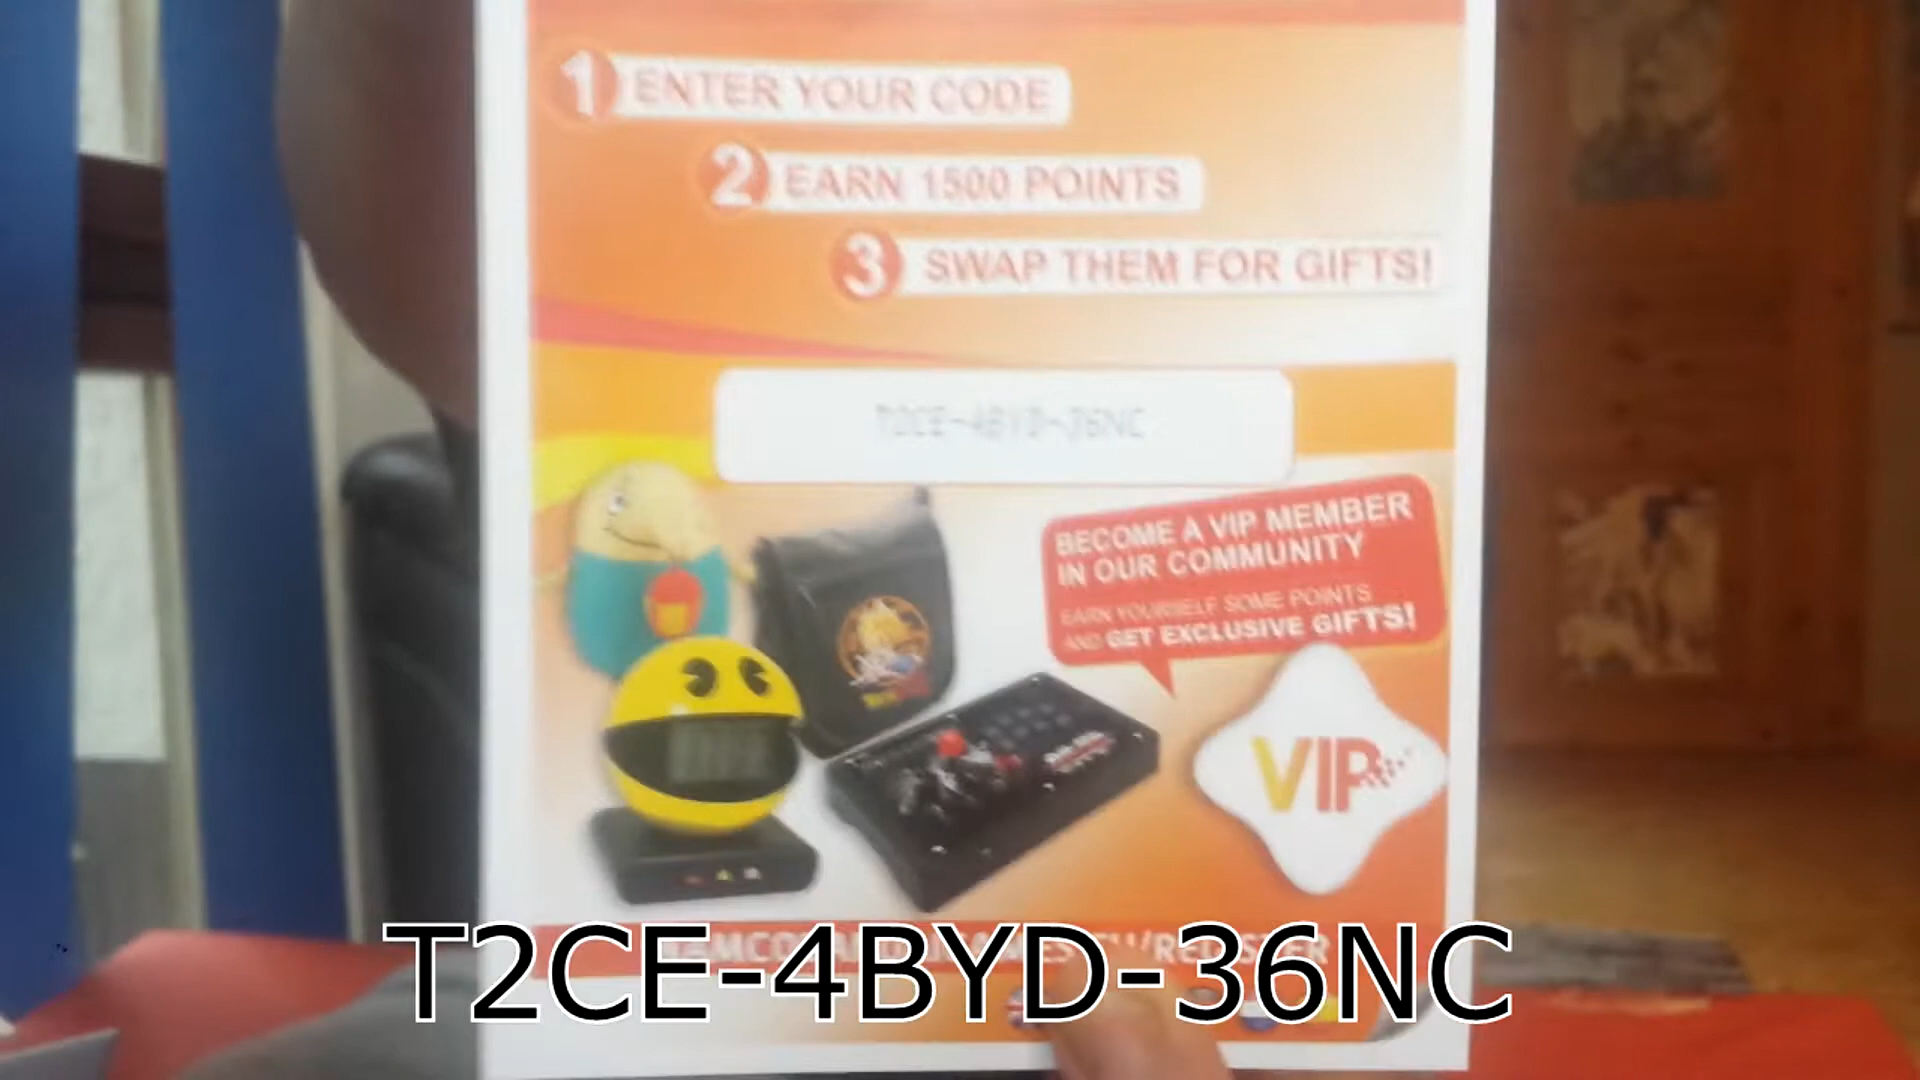 1 ENTER YOUR CODE
2 EARN 1500 POINTS
3 SWAP THEM FOR GIFTS!
T2CE-4BYD-36NC
BECOME A VIP MEMBER
IN OUR COMMUNITY
EARN YOURSELF SOME POINTS
AND GET EXCLUSIVE GIFTS!
VIP
T2CE-4BYD-36NC